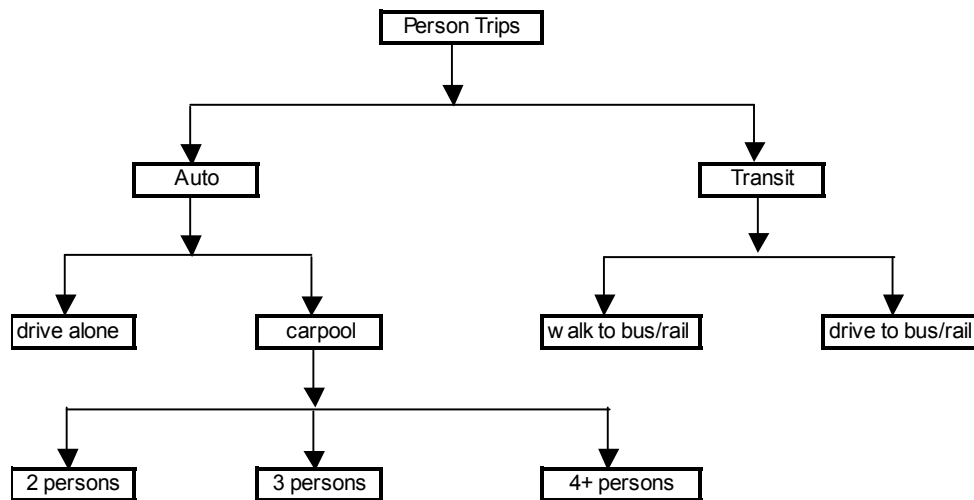 Person Trips
Auto
Transit
drive alone
carpool
walk to bus/rail
drive to bus/rail
2 persons
3 persons
4+ persons